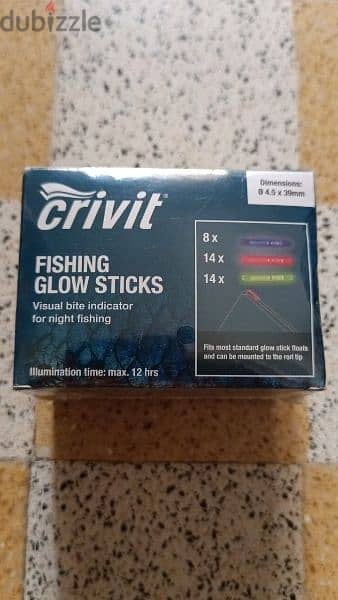 dubizzle
Dimensions:
Ø 4.5 x 39mm
crivit®
8 x
14 x
14 x
FISHING
GLOW STICKS
Visual bite indicator
for night fishing
Fits most standard glow stick floats
and can be mounted to the rod tip
Illumination time: max. 12 hrs